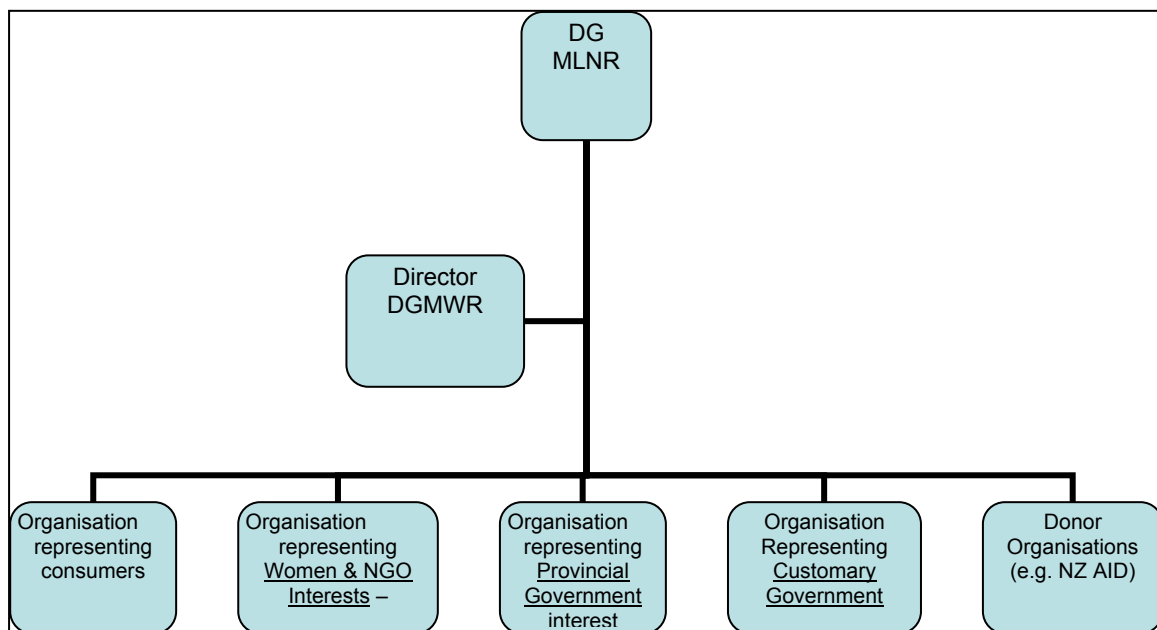 DG
MLNR
Director
DGMWR
Organisation
representing
consumers
Organisation
representing
Women & NGO
Interests –
Organisation
representing
Provincial
Government
interest
Organisation
Representing
Customary
Government
Donor
Organisations
(e.g. NZ AID)